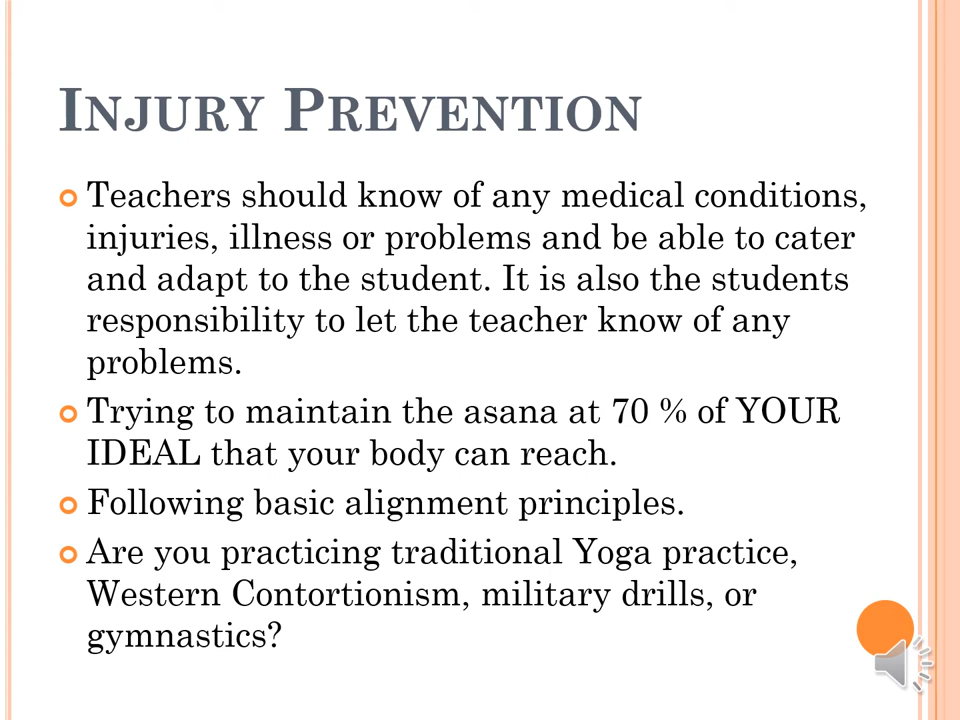 INJURY PREVENTION
Teachers should know of any medical conditions,
injuries, illness or problems and be able to cater
and adapt to the student. It is also the students
responsibility to let the teacher know of any
problems.
Trying to maintain the asana at 70 % of YOUR
IDEAL that your body can reach.
Following basic alignment principles.
Are you practicing traditional Yoga practice,
Western Contortionism, military drills, or
gymnastics?